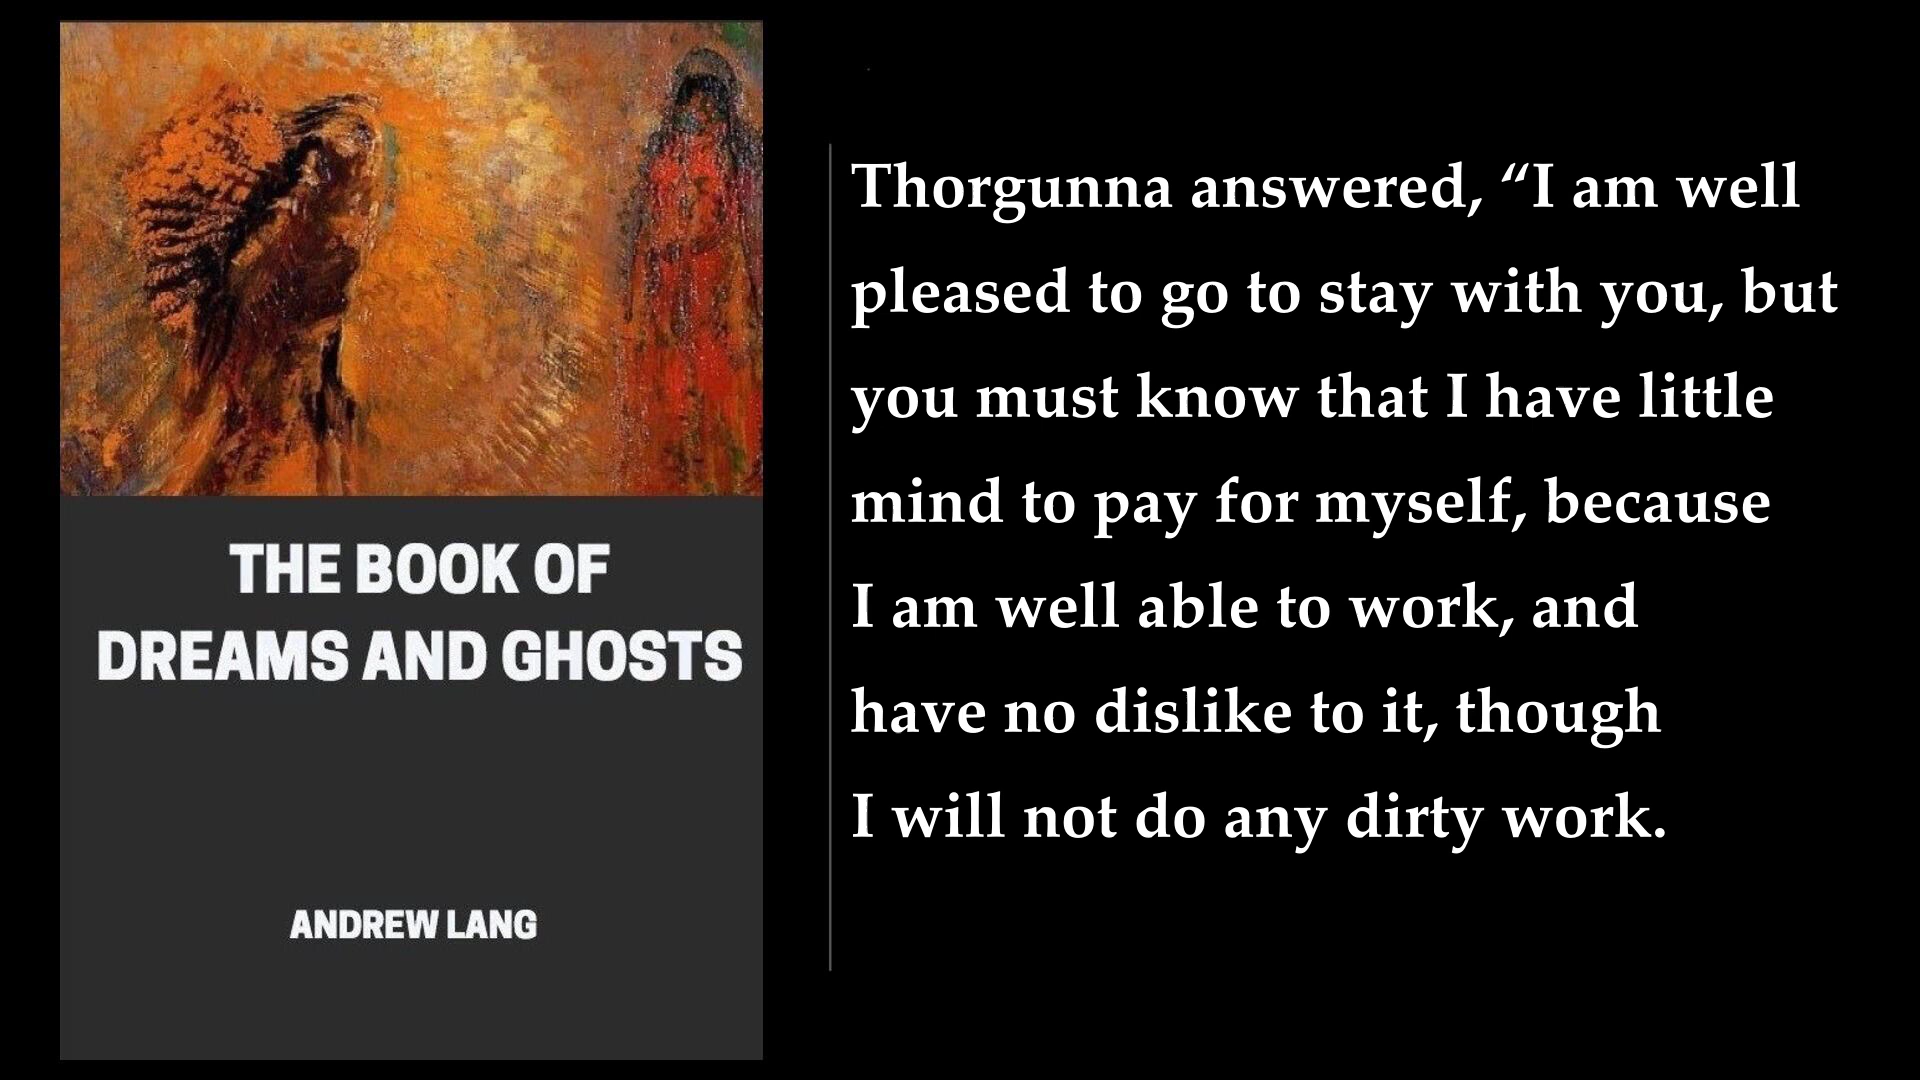 THE BOOK OF
DREAMS AND GHOSTS
ANDREW LANG
Thorgunna answered, “I am well
pleased to go to stay with you, but
you must know that I have little
mind to pay for myself, because
I am well able to work, and
have no dislike to it, though
I will not do any dirty work.